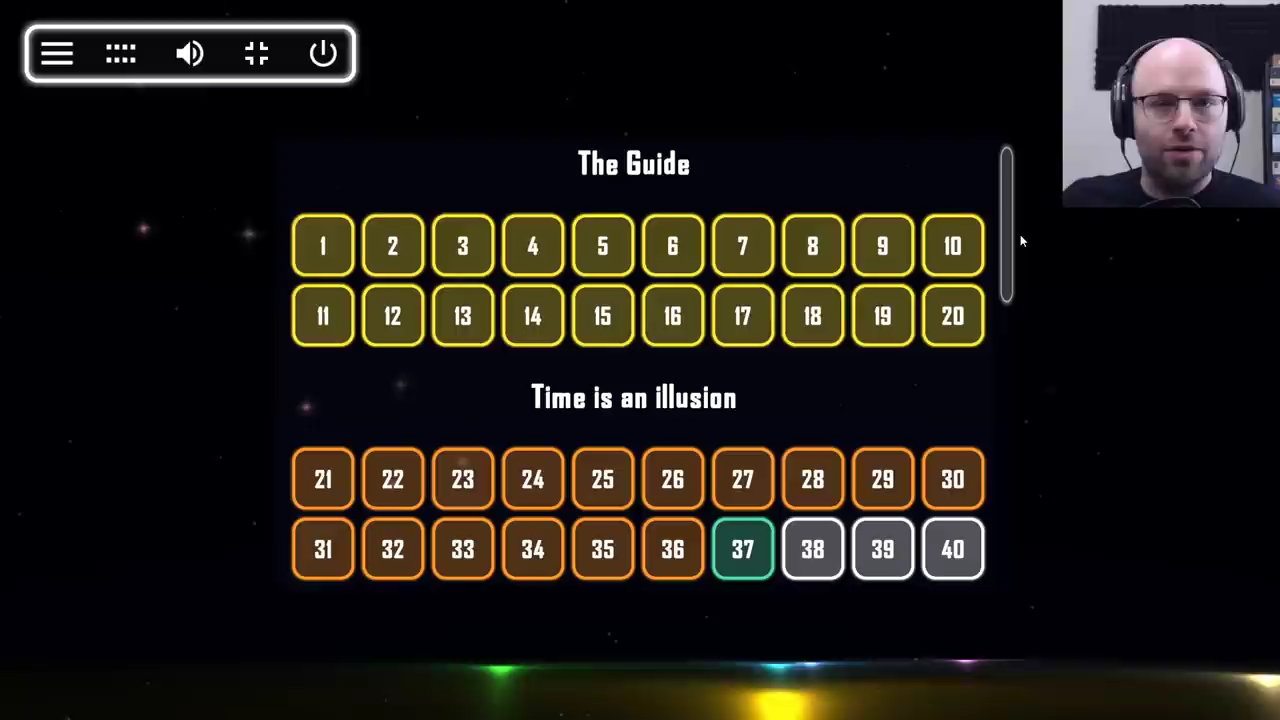 The Guide
1 2 3 4 5 6 7 8 9 10
11 12 13 14 15 16 17 18 19 20
Time is an illusion
21 22 23 24 25 26 27 28 29 30
31 32 33 34 35 36 37 38 39 40